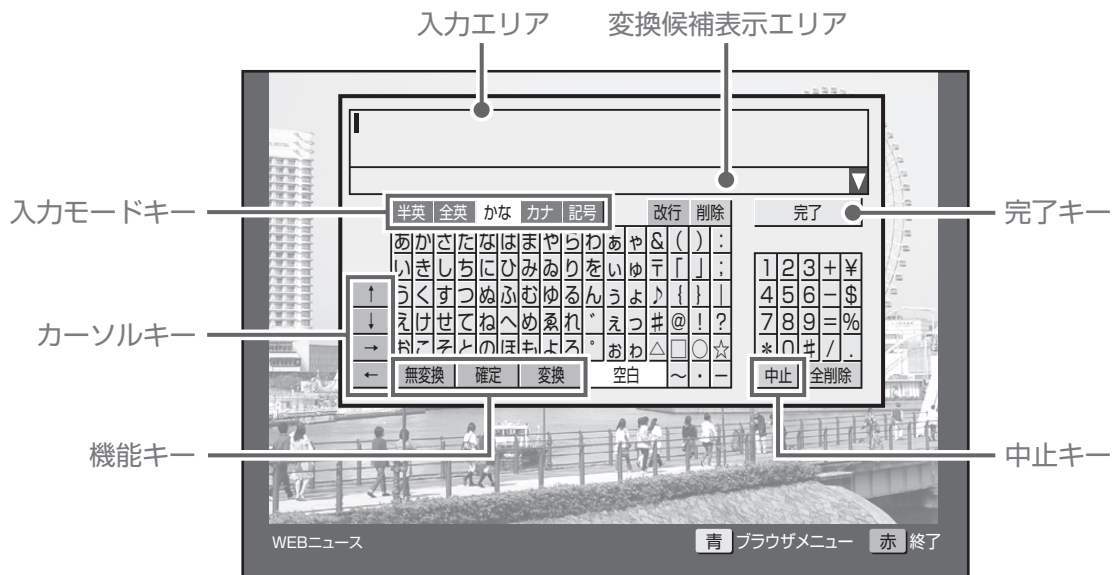 入力エリア
変換候補表示エリア
入力モードキー
半英 全英 かな カナ 記号 改行 削除 完了
完了キー
あかさたなはまやらわぁゃ&():
いきしちにひみゐりをぃゅ〒「」; 123+¥
↑ うくすつぬふむゆるんぅょ♪{}| 456−$
カーソルキー
↓ えけせてねへめゑれ゛ぇっ#@!? 789=%
→ おこそとのほもよろ゜ぉゎ△□○☆ *0#/.
← 無変換 確定 変換 空白 ～・ー 中止 全削除
機能キー
中止キー
WEBニュース 青 ブラウザメニュー 赤 終了